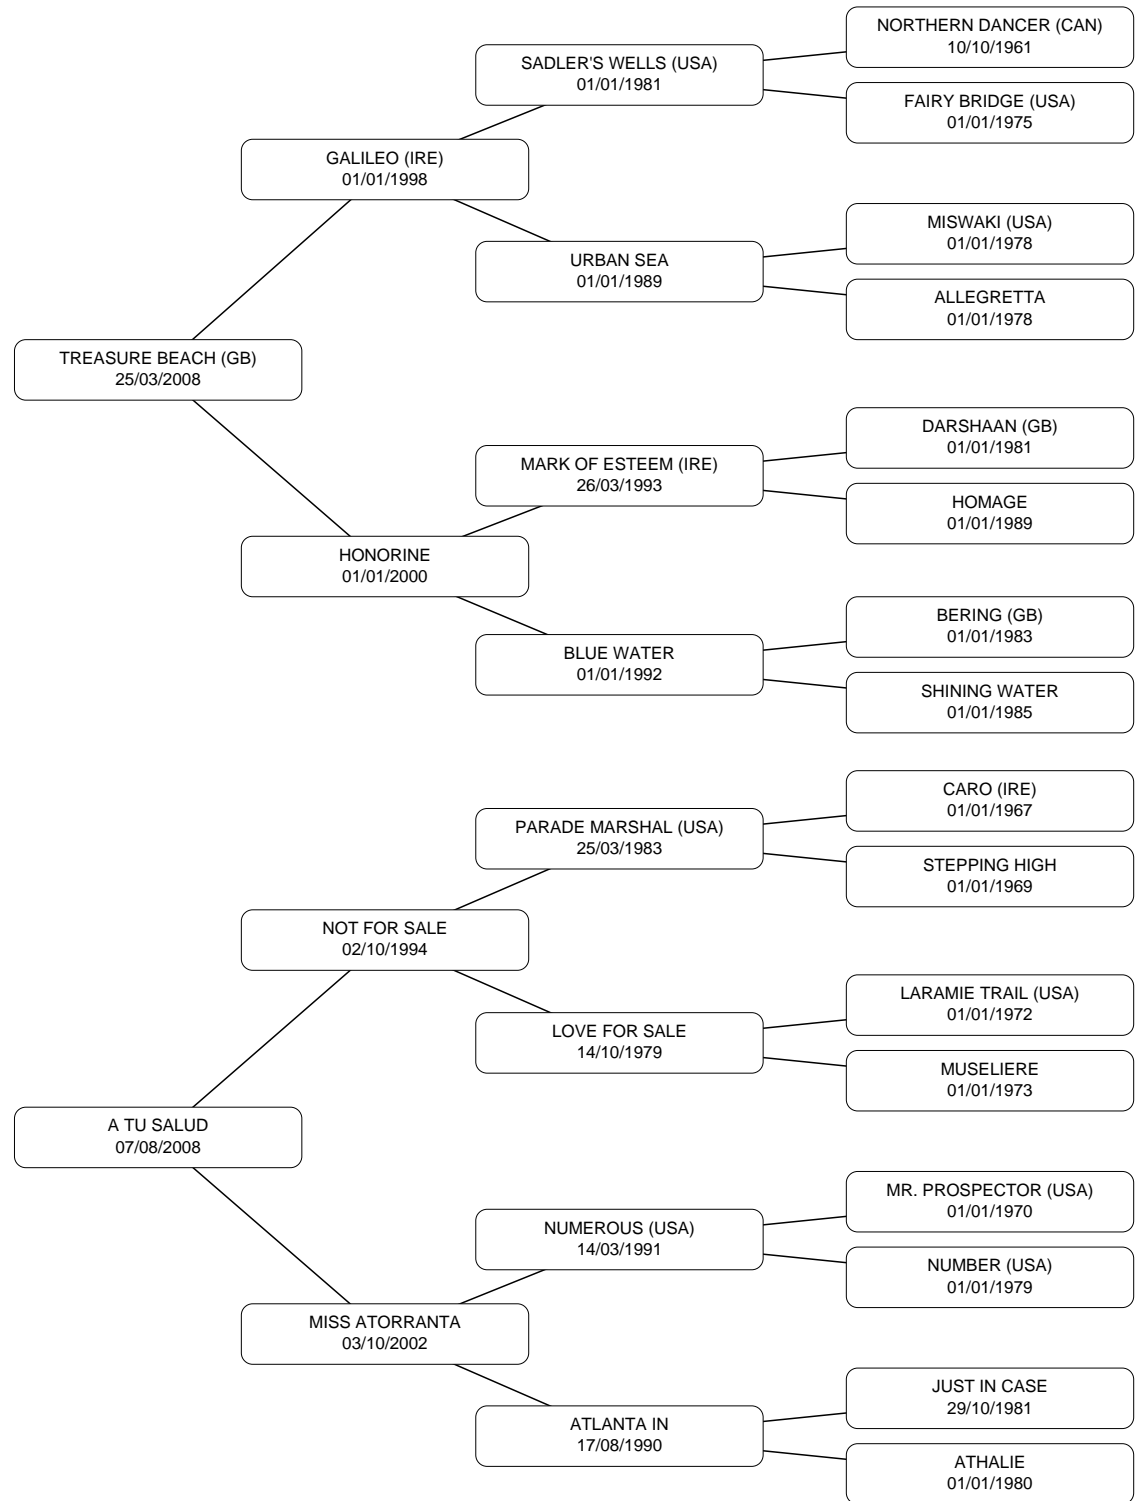 NORTHERN DANCER (CAN)
10/10/1961
SADLER'S WELLS (USA)
01/01/1981
FAIRY BRIDGE (USA)
01/01/1975
GALILEO (IRE)
01/01/1998
MISWAKI (USA)
01/01/1978
URBAN SEA
01/01/1989
ALLEGRETTA
01/01/1978
TREASURE BEACH (GB)
25/03/2008
DARSHAAN (GB)
01/01/1981
MARK OF ESTEEM (IRE)
26/03/1993
HOMAGE
01/01/1989
HONORINE
01/01/2000
BERING (GB)
01/01/1983
BLUE WATER
01/01/1992
SHINING WATER
01/01/1985
CARO (IRE)
01/01/1967
PARADE MARSHAL (USA)
25/03/1983
STEPPING HIGH
01/01/1969
NOT FOR SALE
02/10/1994
LARAMIE TRAIL (USA)
01/01/1972
LOVE FOR SALE
14/10/1979
MUSELIERE
01/01/1973
A TU SALUD
07/08/2008
MR. PROSPECTOR (USA)
01/01/1970
NUMEROUS (USA)
14/03/1991
NUMBER (USA)
01/01/1979
MISS ATORRANTA
03/10/2002
JUST IN CASE
29/10/1981
ATLANTA IN
17/08/1990
ATHALIE
01/01/1980